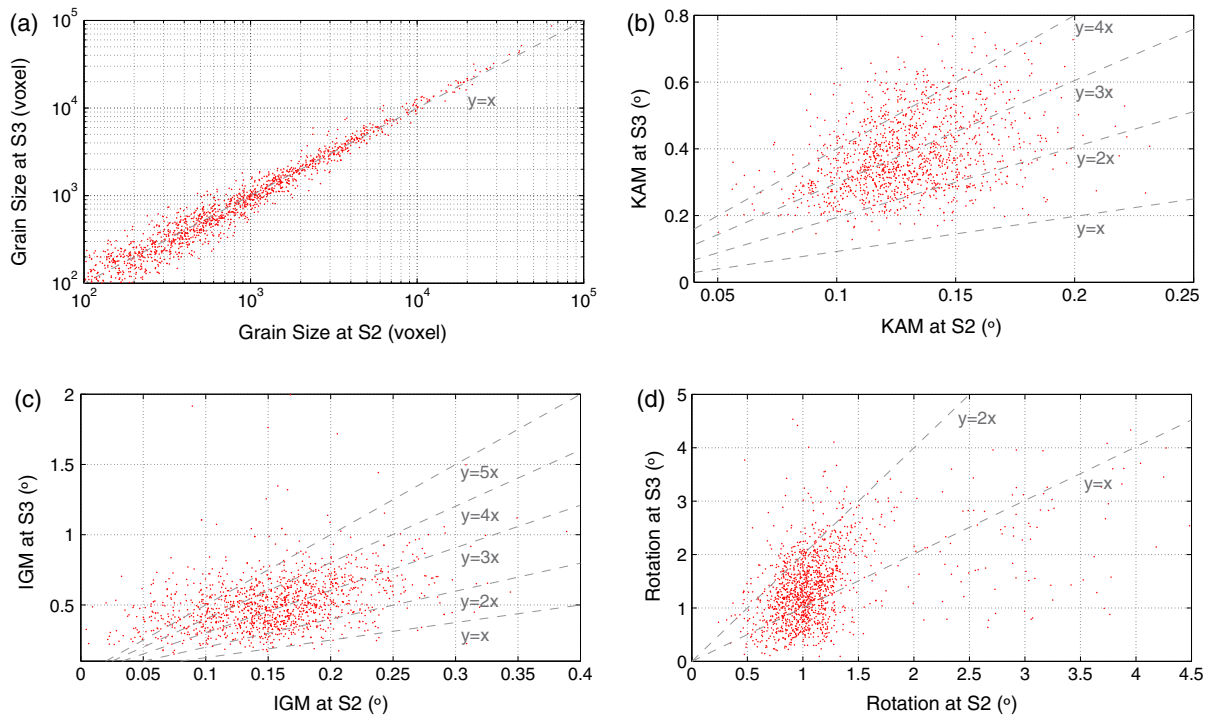 (a)
10^5
10^4
10^3
10^2
Grain Size at S3 (voxel)
y=x
10^2 10^3 10^4 10^5
Grain Size at S2 (voxel)
(b)
0.8
0.6
0.4
0.2
0
KAM at S3 (º)
y=4x
y=3x
y=2x
y=x
0.05 0.1 0.15 0.2 0.25
KAM at S2 (º)
(c)
2
1.5
1
0.5
IGM at S3 (º)
y=5x
y=4x
y=3x
y=2x
y=x
0 0.05 0.1 0.15 0.2 0.25 0.3 0.35 0.4
IGM at S2 (º)
(d)
5
4
3
2
1
0
Rotation at S3 (º)
y=2x
y=x
0 0.5 1 1.5 2 2.5 3 3.5 4 4.5
Rotation at S2 (º)